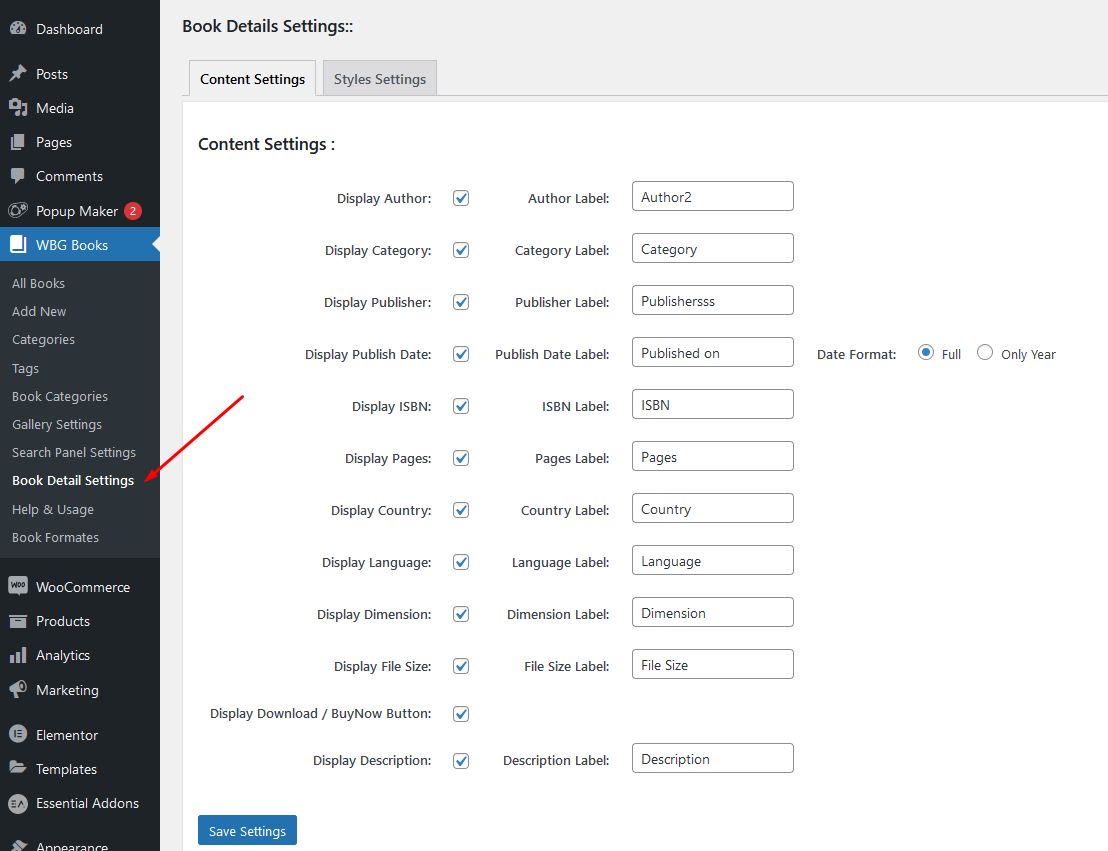 Dashboard
Posts
Media
Pages
Comments
Popup Maker 2
WBG Books
All Books
Add New
Categories
Tags
Book Categories
Gallery Settings
Search Panel Settings
Book Detail Settings
Help & Usage
Book Formates
WOO WooCommerce
Products
Analytics
Marketing
Elementor
Templates
EA Essential Addons
Appearance
Book Details Settings::
Content Settings Styles Settings
Content Settings :
Display Author: Author Label: Author2
Display Category: Category Label: Category
Display Publisher: Publisher Label: Publishersss
Display Publish Date: Publish Date Label: Published on Date Format: Full Only Year
Display ISBN: ISBN Label: ISBN
Display Pages: Pages Label: Pages
Display Country: Country Label: Country
Display Language: Language Label: Language
Display Dimension: Dimension Label: Dimension
Display File Size: File Size Label: File Size
Display Download / BuyNow Button:
Display Description: Description Label: Description
Save Settings